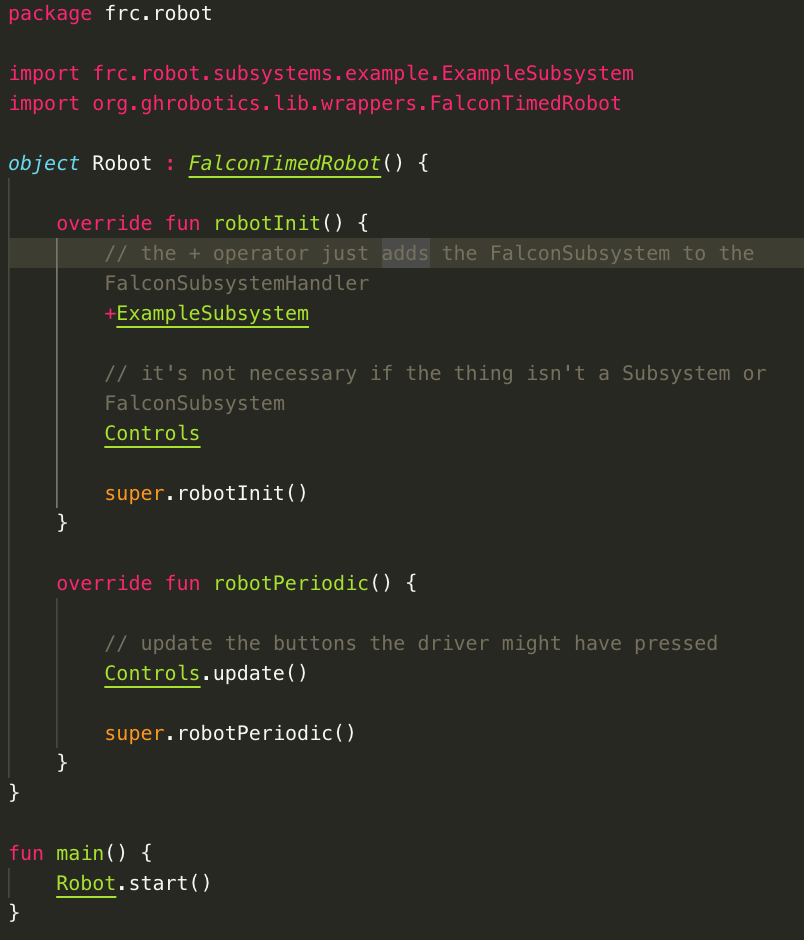 package frc.robot
import frc.robot.subsystems.example.ExampleSubsystem
import org.ghrobotics.lib.wrappers.FalconTimedRobot
object Robot : FalconTimedRobot() {
override fun robotInit() {
// the + operator just adds the FalconSubsystem to the
FalconSubsystemHandler
+ExampleSubsystem
// it's not necessary if the thing isn't a Subsystem or
FalconSubsystem
Controls
super.robotInit()
}
override fun robotPeriodic() {
// update the buttons the driver might have pressed
Controls.update()
super.robotPeriodic()
}
}
fun main() {
Robot.start()
}